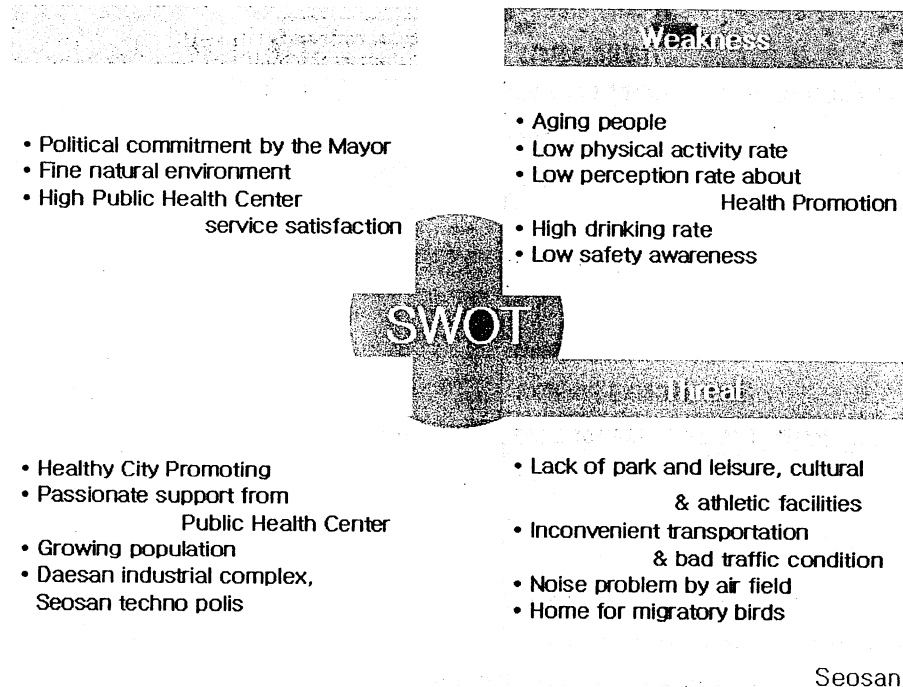 Weakness
• Political commitment by the Mayor
• Fine natural environment
• High Public Health Center
service satisfaction
• Aging people
• Low physical activity rate
• Low perception rate about
Health Promotion
• High drinking rate
• Low safety awareness
SWOT
Threat
• Healthy City Promoting
• Passionate support from
Public Health Center
• Growing population
• Daesan industrial complex,
Seosan techno polis
• Lack of park and leisure, cultural
& athletic facilities
• Inconvenient transportation
& bad traffic condition
• Noise problem by air field
• Home for migratory birds
Seosan